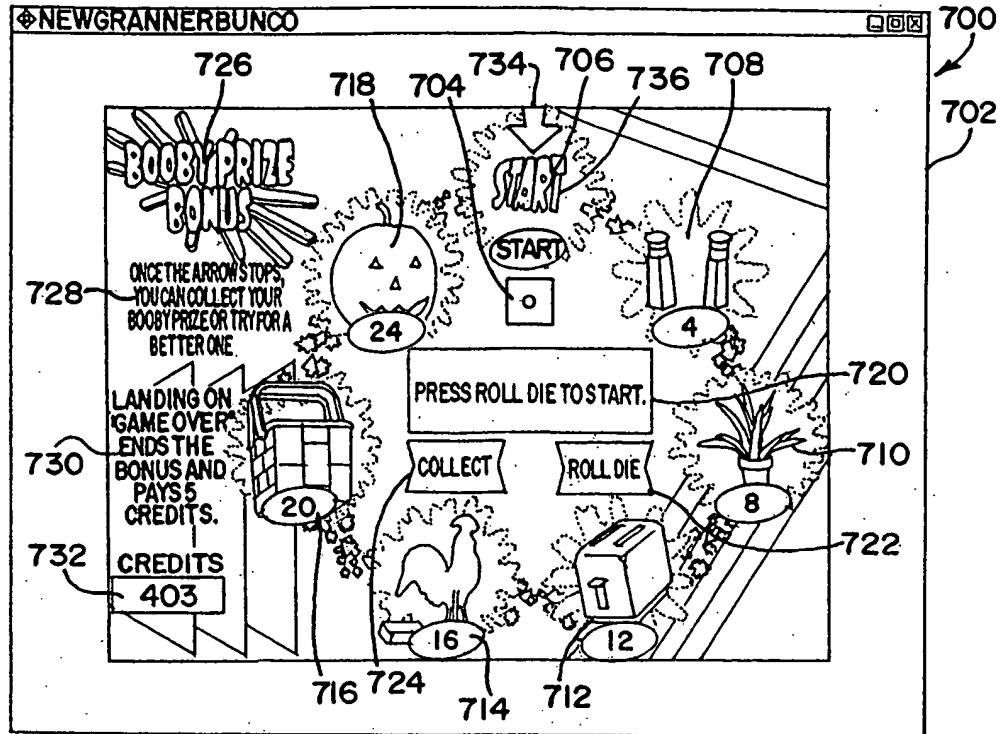 NEWGRANNERBUNCO
700
702
726
718
704
734
706
736
708
BOOBY PRIZE
BONUS
START
START
728
ONCE THE ARROW STOPS,
YOU CAN COLLECT YOUR
BOOBY PRIZE OR TRY FOR A
BETTER ONE.
24
4
PRESS ROLL DIE TO START.
720
730
LANDING ON
"GAME OVER"
ENDS THE
BONUS AND
PAYS 5
CREDITS.
COLLECT
ROLL DIE
710
20
8
722
732
CREDITS
403
16
12
716
724
714
712